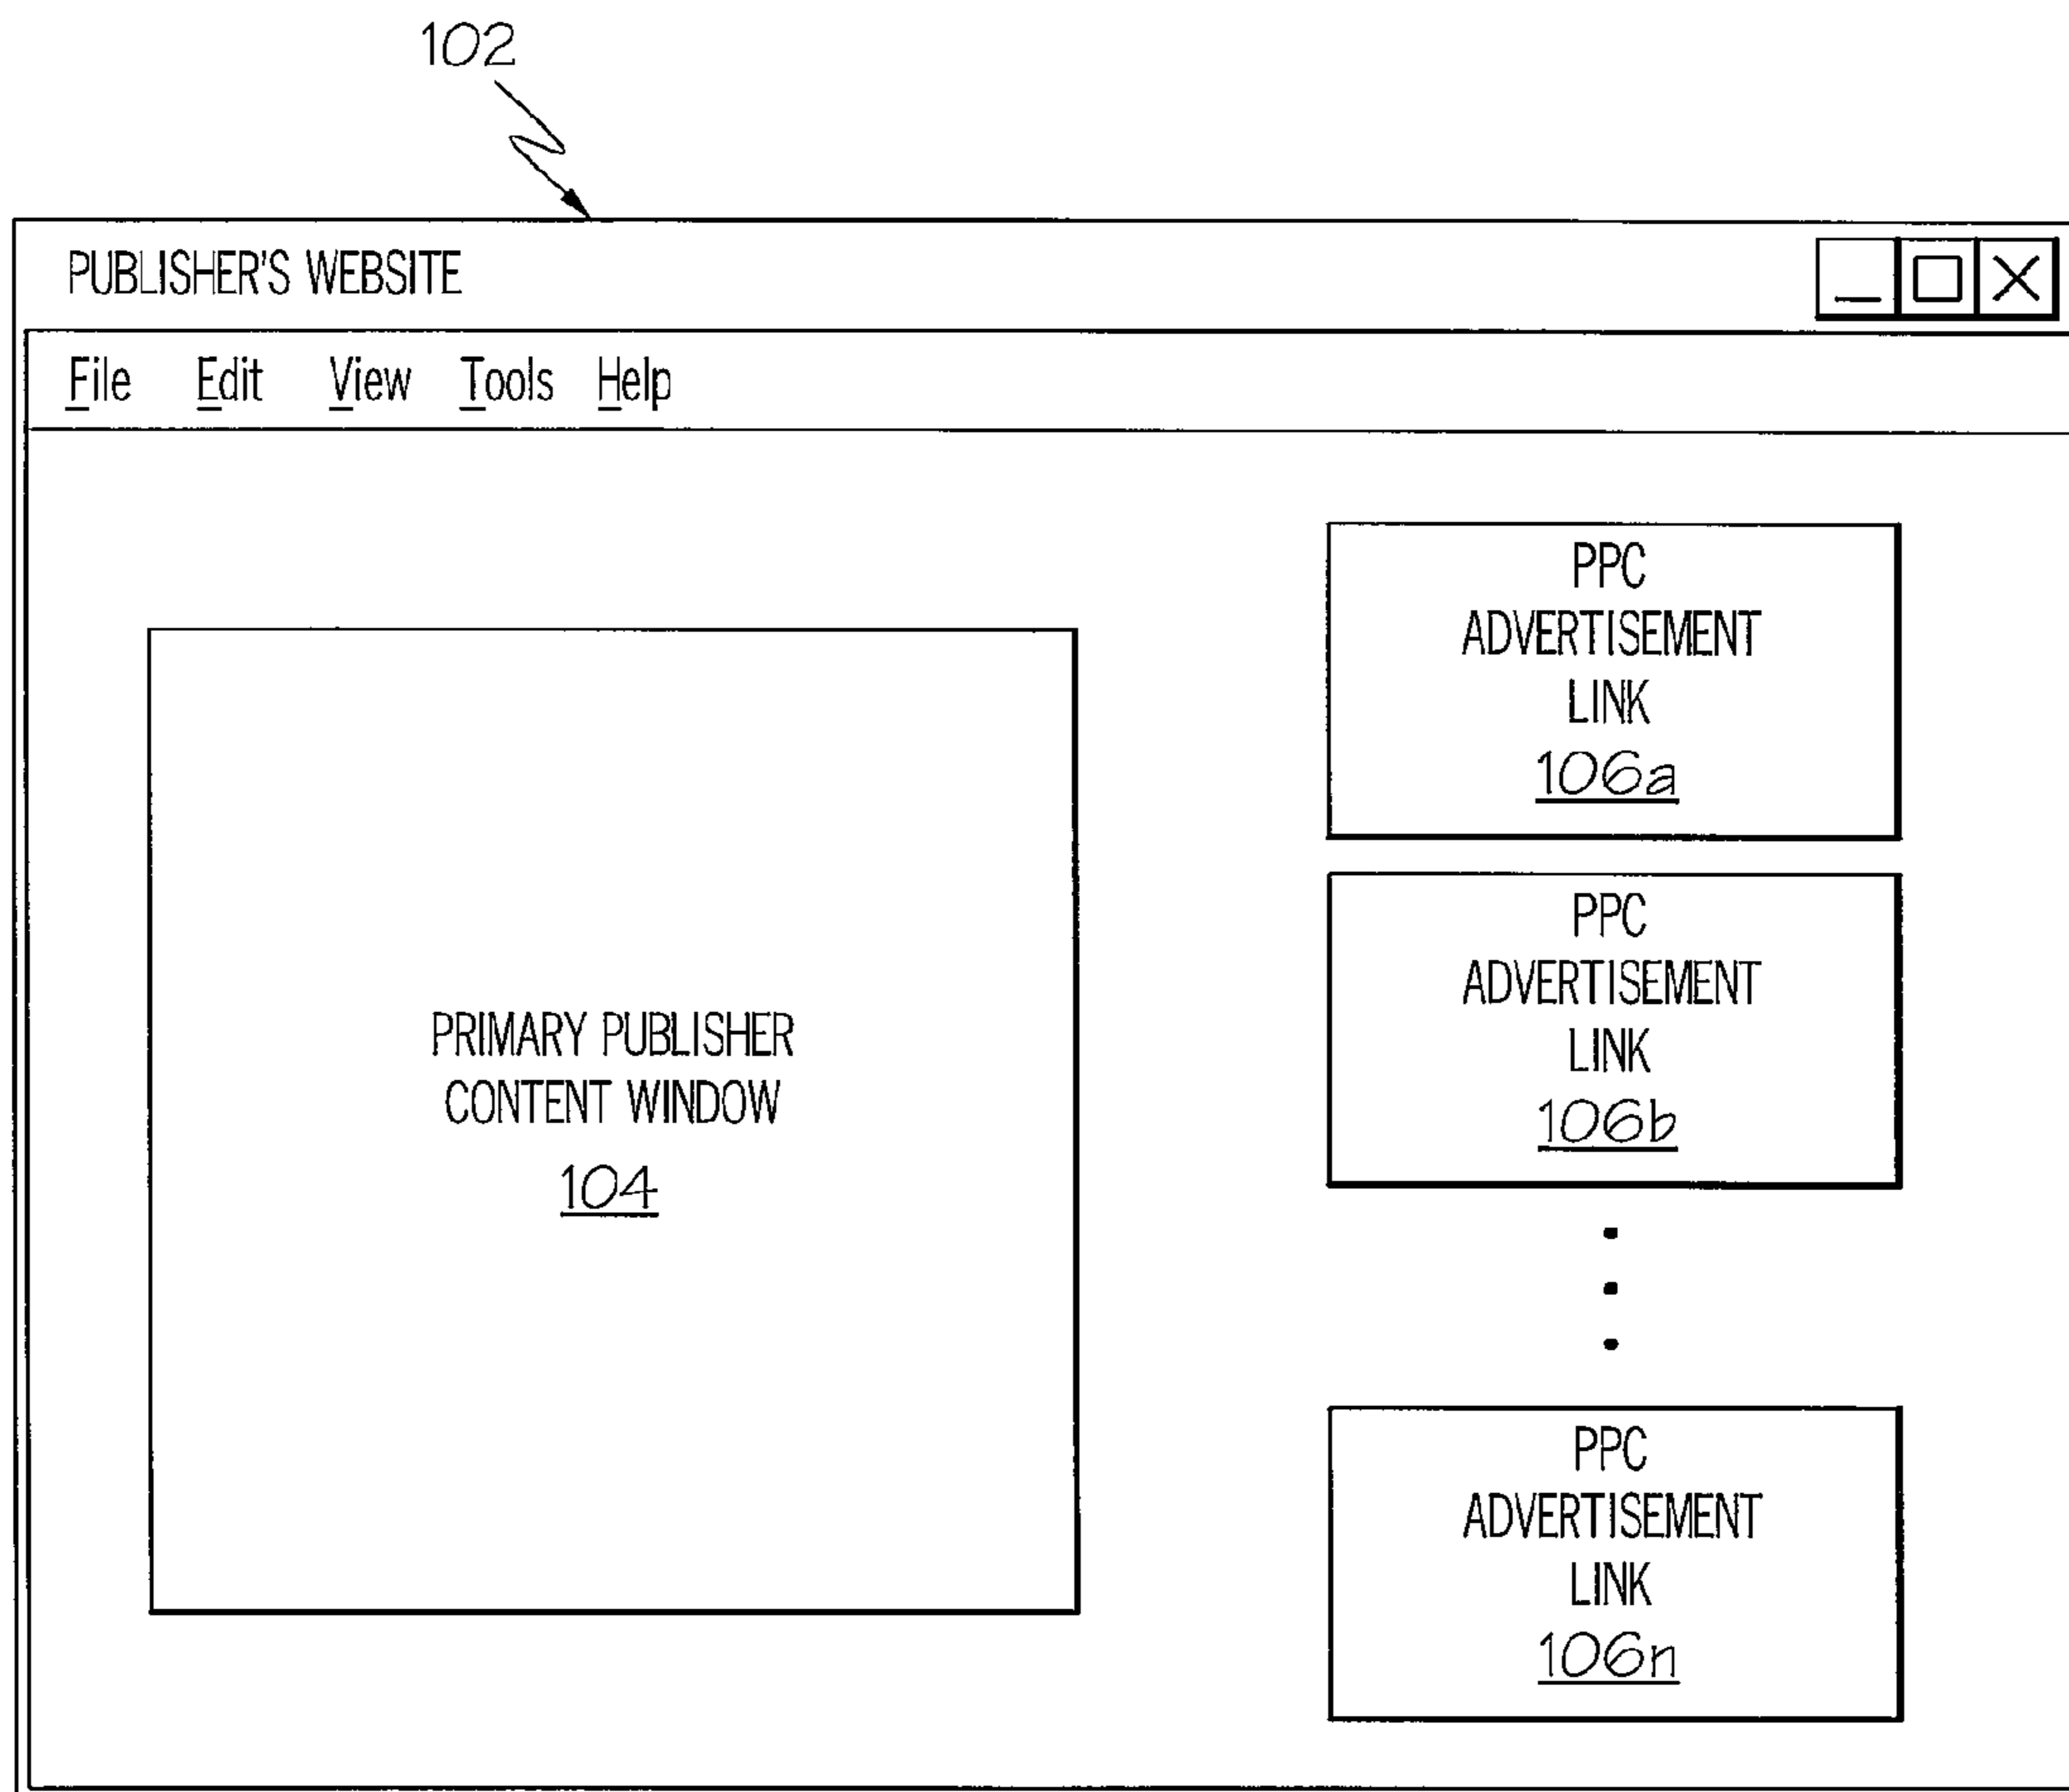 102
PUBLISHER'S WEBSITE
File Edit View Tools Help
PPC
ADVERTISEMENT
LINK
106a
PPC
ADVERTISEMENT
LINK
106b
PRIMARY PUBLISHER
CONTENT WINDOW
104
PPC
ADVERTISEMENT
LINK
106n